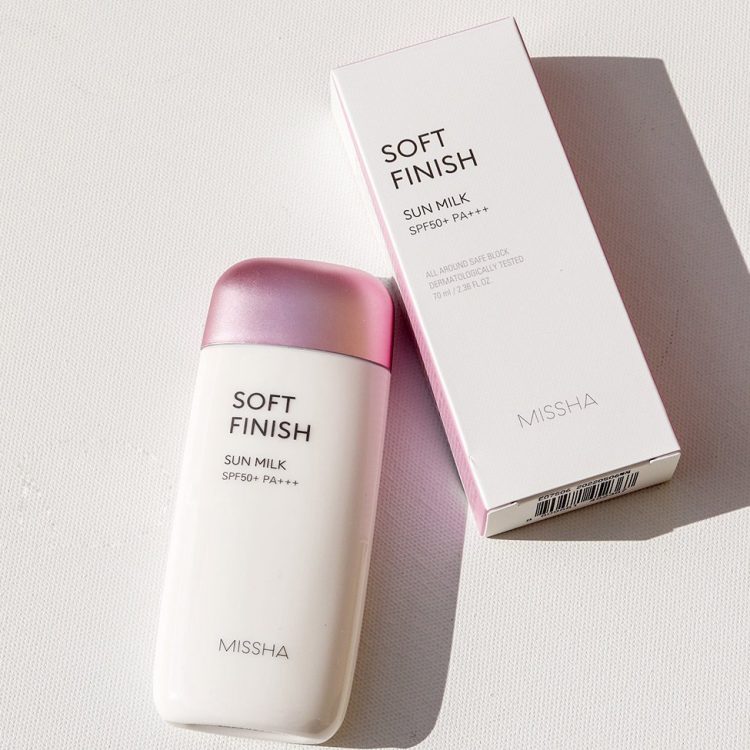 SOFT
FINISH
SUN MILK
SPF50+ PA+++
ALL AROUND SAFE BLOCK
DERMATOLOGICALLY TESTED
70 ml / 2.36 FL.OZ.
MISSHA
SOFT
FINISH
SUN MILK
SPF50+ PA+++
MISSHA